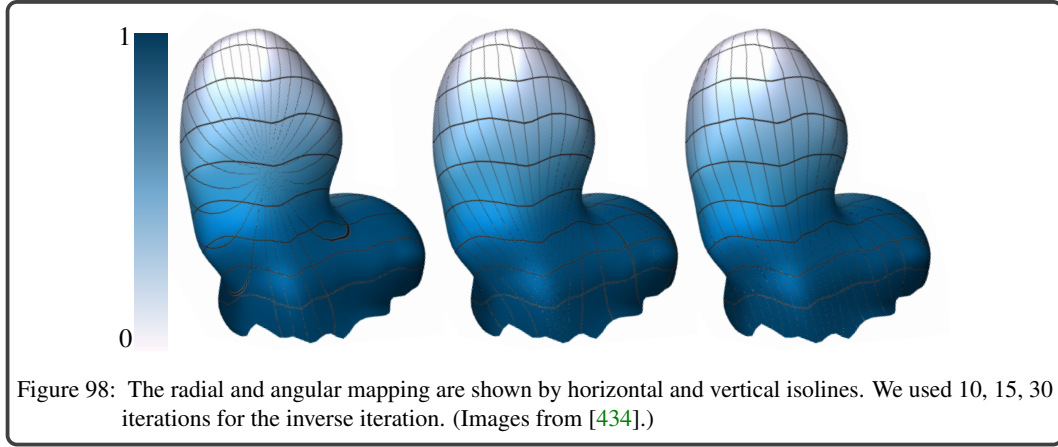 1
0
Figure 98: The radial and angular mapping are shown by horizontal and vertical isolines. We used 10, 15, 30
iterations for the inverse iteration. (Images from [434].)